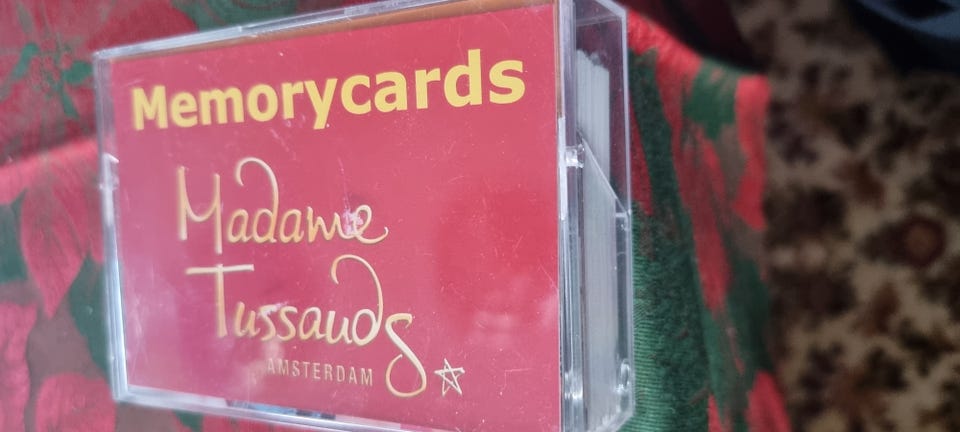 Memorycards
Madame
Tussauds
AMSTERDAM